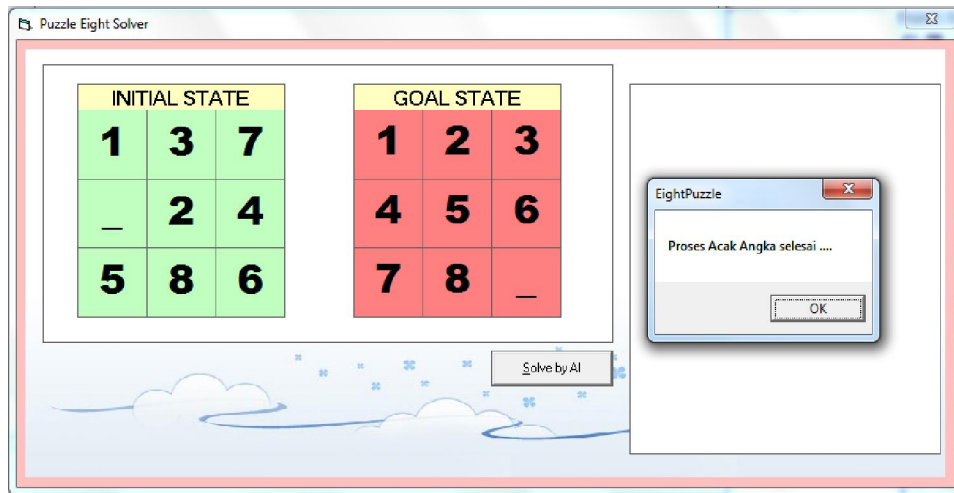 Puzzle Eight Solver
INITIAL STATE
1 3 7
_ 2 4
5 8 6
GOAL STATE
1 2 3
4 5 6
7 8 _
Solve by AI
EightPuzzle
Proses Acak Angka selesai ....
OK